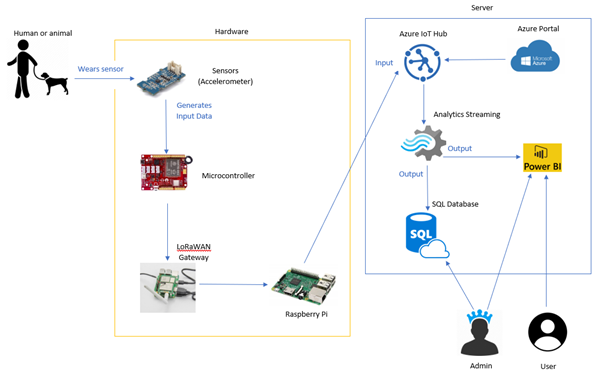 Server
Hardware
Human or animal
Wears sensor
Sensors
(Accelerometer)
Generates
Input Data
Microcontroller
LoRaWAN
Gateway
Raspberry Pi
Azure IoT Hub
Azure Portal
Input
Microsoft
Azure
Analytics Streaming
Output
Power BI
Output
SQL Database
SQL
Admin
User